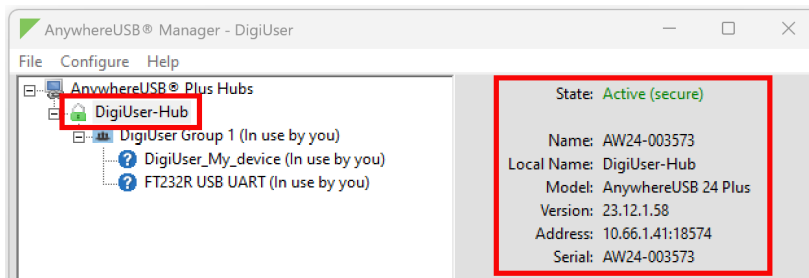 AnywhereUSB® Manager - DigiUser
File Configure Help
AnywhereUSB® Plus Hubs
DigiUser-Hub
DigiUser Group 1 (In use by you)
DigiUser_My_device (In use by you)
FT232R USB UART (In use by you)
State: Active (secure)
Name: AW24-003573
Local Name: DigiUser-Hub
Model: AnywhereUSB 24 Plus
Version: 23.12.1.58
Address: 10.66.1.41:18574
Serial: AW24-003573